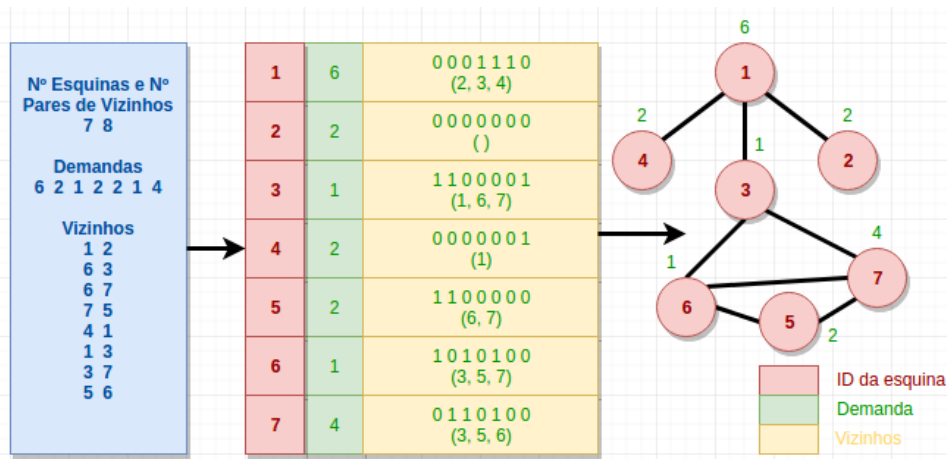 Nº Esquinas e Nº
Pares de Vizinhos
7 8
Demandas
6 2 1 2 2 1 4
Vizinhos
1 2
6 3
6 7
7 5
4 1
1 3
3 7
5 6
1 6 0 0 0 1 1 1 0
(2, 3, 4)
2 2 0 0 0 0 0 0 0
( )
3 1 1 1 0 0 0 0 1
(1, 6, 7)
4 2 0 0 0 0 0 0 1
(1)
5 2 1 1 0 0 0 0 0
(6, 7)
6 1 1 0 1 0 1 0 0
(3, 5, 7)
7 4 0 1 1 0 1 0 0
(3, 5, 6)
6
1
2
4
2
2
1
3
4
7
1
6
5
2
ID da esquina
Demanda
Vizinhos